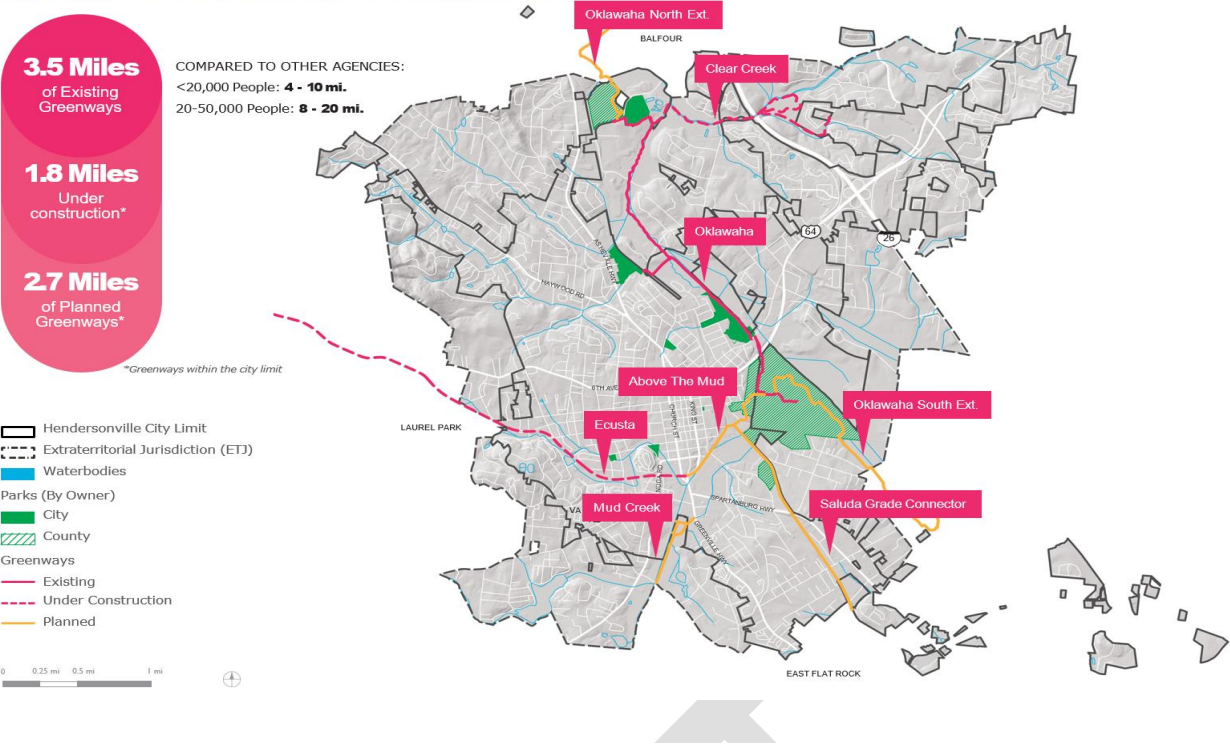 3.5 Miles
of Existing
Greenways
1.8 Miles
Under
construction*
2.7 Miles
of Planned
Greenways*
*Greenways within the city limit
COMPARED TO OTHER AGENCIES:
<20,000 People: 4 - 10 mi.
20-50,000 People: 8 - 20 mi.
Hendersonville City Limit
Extraterritorial Jurisdiction (ETJ)
Waterbodies
Parks (By Owner)
City
County
Greenways
Existing
Under Construction
Planned
0 0.25 mi 0.5 mi 1 mi
Oklawaha North Ext.
BALFOUR
Clear Creek
Oklawaha
64
26
HAYWOOD RD
Above The Mud
6TH AVE
Oklawaha South Ext.
KING ST
CHURCH ST
LAUREL PARK
Ecusta
Mud Creek
SPARTANBURG HWY
Saluda Grade Connector
GREENVILLE HWY
EAST FLAT ROCK